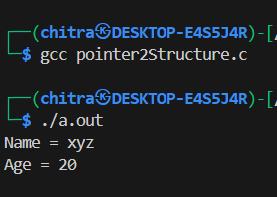 ┌──(chitra㉿DESKTOP-E4S5J4R)-[
└─$ gcc pointer2Structure.c
┌──(chitra㉿DESKTOP-E4S5J4R)-[
└─$ ./a.out
Name = xyz
Age = 20